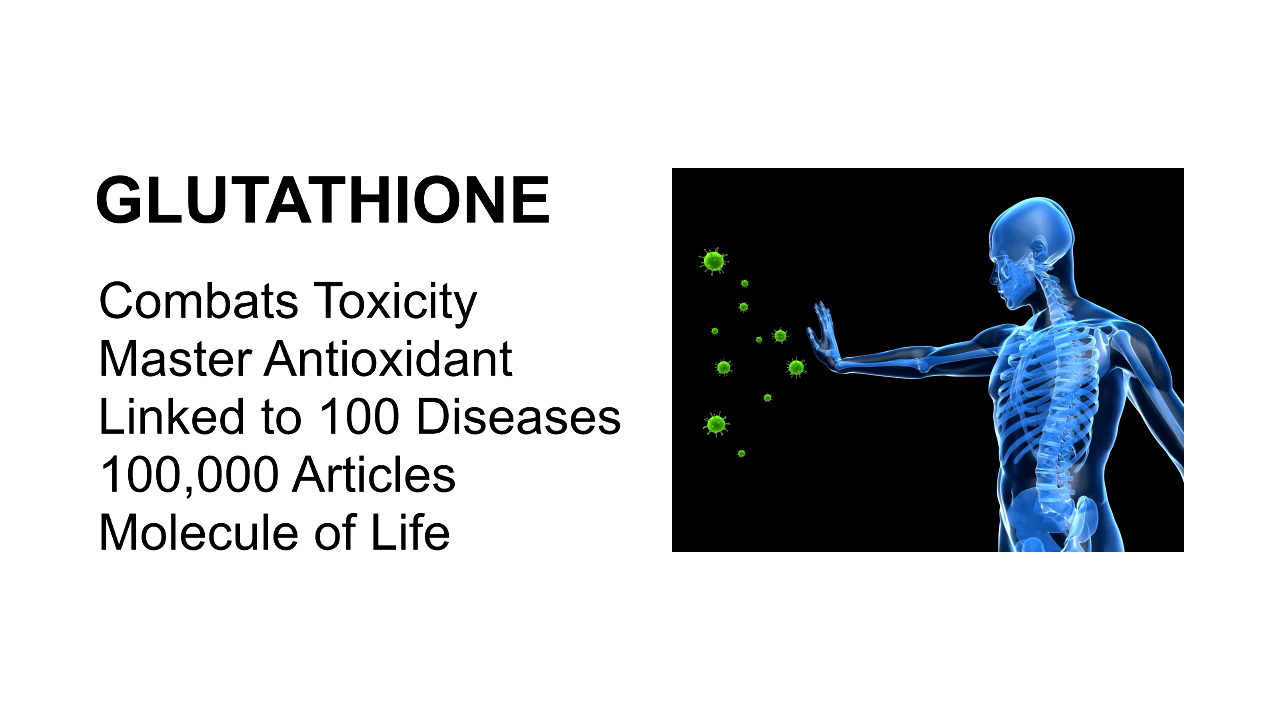 GLUTATHIONE
Combats Toxicity
Master Antioxidant
Linked to 100 Diseases
100,000 Articles
Molecule of Life